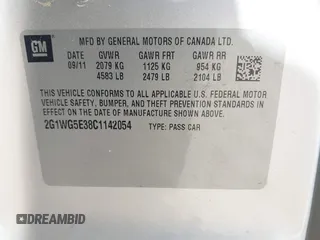 GM
MFD BY GENERAL MOTORS OF CANADA LTD.
DATE GVWR GAWR FRT GAWR RR
09/11 2079 KG 1125 KG 954 KG
4583 LB 2479 LB 2104 LB
THIS VEHICLE CONFORMS TO ALL APPLICABLE U.S. FEDERAL MOTOR
VEHICLE SAFETY, BUMPER, AND THEFT PREVENTION STANDARDS
IN EFFECT ON THE DATE OF MANUFACTURE SHOWN ABOVE.
2G1WG5E38C1142054 TYPE: PASS CAR
DREAMBID